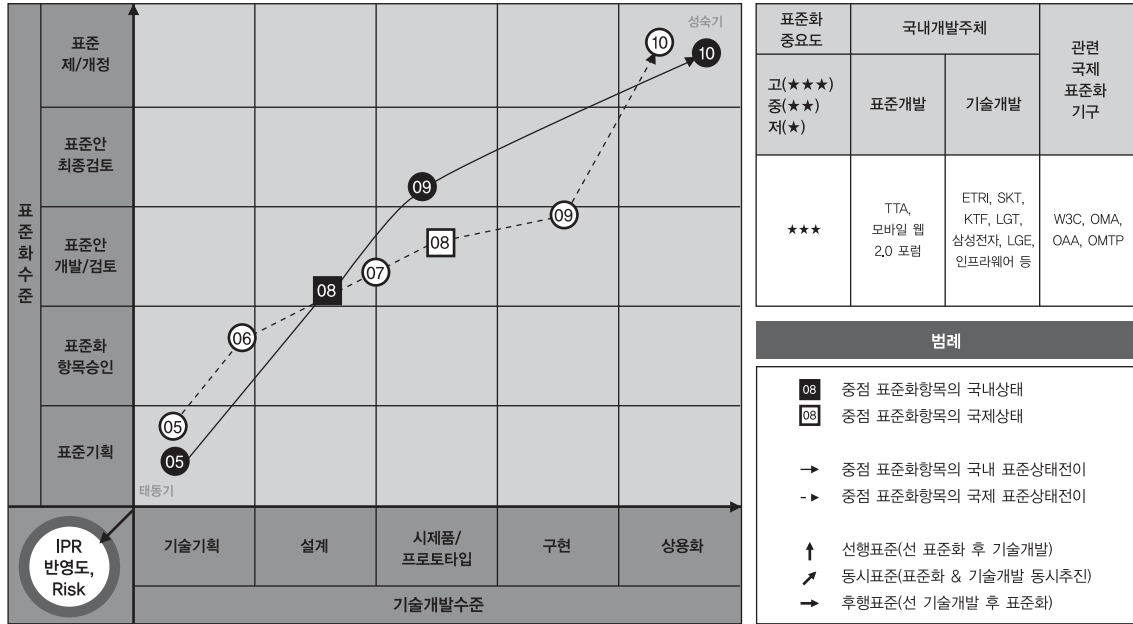 표준
제/개정
표준안
최종검토
표준안
개발/검토
표준화
항목승인
표준기획
표준화수준
성숙기
10
10
09
09
08
08
07
06
05
05
태동기
IPR
반영도,
Risk
기술기획
설계
시제품/
프로토타입
구현
상용화
기술개발수준
표준화
중요도
국내개발주체
관련
국제
표준화
기구
고(★★★)
중(★★)
저(★)
표준개발
기술개발
★★★
TTA,
모바일 웹
2.0 포럼
ETRI, SKT,
KTF, LGT,
삼성전자, LGE,
인프라웨어 등
W3C, OMA,
OAA, OMTP
범례
08 중점 표준화항목의 국내상태
08 중점 표준화항목의 국제상태
중점 표준화항목의 국내 표준상태전이
중점 표준화항목의 국제 표준상태전이
선행표준(선 표준화 후 기술개발)
동시표준(표준화 & 기술개발 동시추진)
후행표준(선 기술개발 후 표준화)